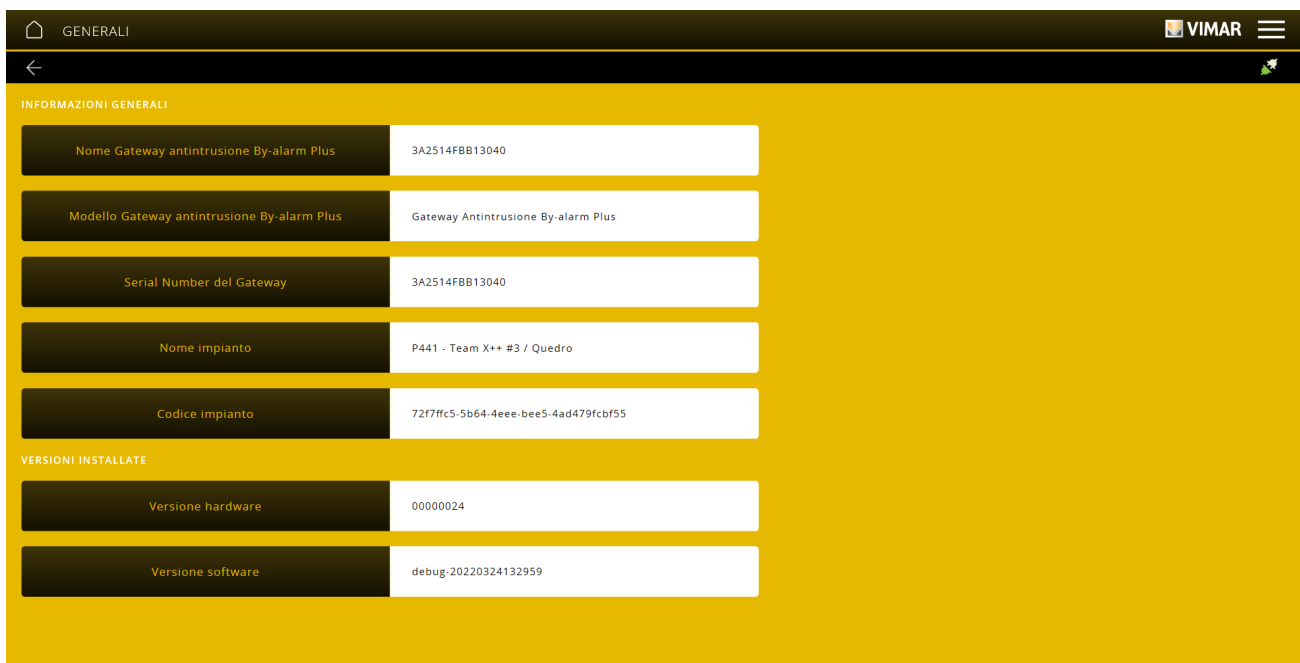 GENERALI
VIMAR
INFORMAZIONI GENERALI
Nome Gateway antintrusione By-alarm Plus
3A2514FBB13040
Modello Gateway antintrusione By-alarm Plus
Gateway Antintrusione By-alarm Plus
Serial Number del Gateway
3A2514FBB13040
Nome impianto
P441 - Team X++ #3 / Quedro
Codice impianto
72f7ffc5-5b64-4eee-bee5-4ad479fcbf55
VERSIONI INSTALLATE
Versione hardware
00000024
Versione software
debug-20220324132959